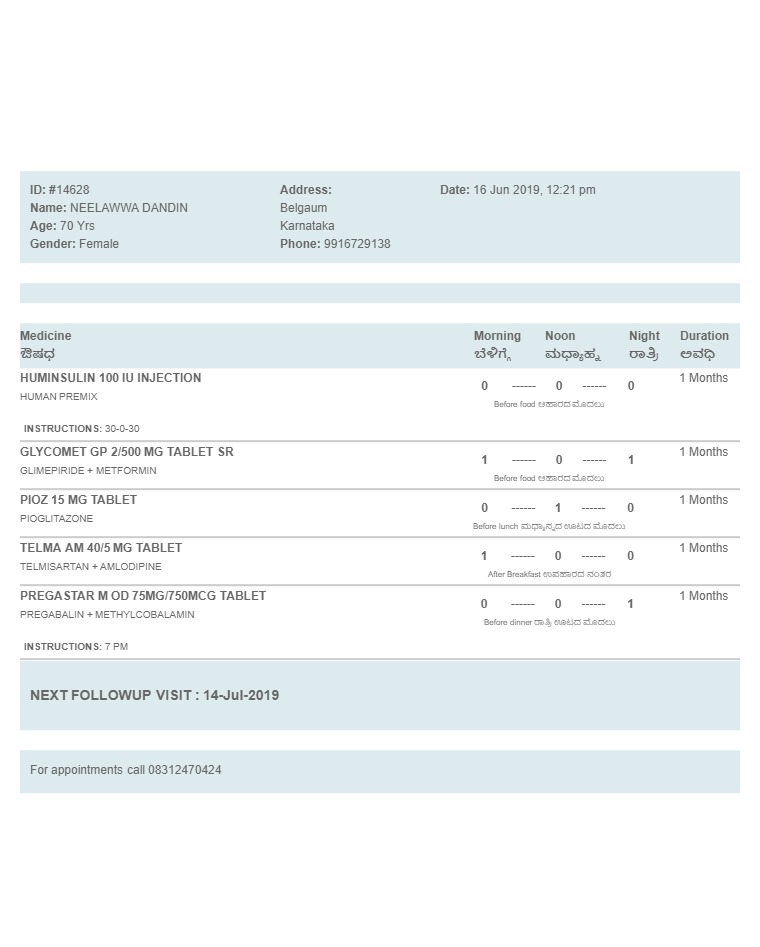 ID: #14628 Address: Date: 16 Jun 2019, 12:21 pm
Name: NEELAWWA DANDIN Belgaum
Age: 70 Yrs Karnataka
Gender: Female Phone: 9916729138
Medicine Morning Noon Night Duration
ಔಷಧ ಬೆಳಿಗ್ಗೆ ಮಧ್ಯಾಹ್ನ ರಾತ್ರಿ ಅವಧಿ
HUMINSULIN 100 IU INJECTION 0 ------ 0 ------ 0 1 Months
HUMAN PREMIX Before food ಆಹಾರದ ಮೊದಲು
INSTRUCTIONS: 30-0-30
GLYCOMET GP 2/500 MG TABLET SR 1 ------ 0 ------ 1 1 Months
GLIMEPIRIDE + METFORMIN Before food ಆಹಾರದ ಮೊದಲು
PIOZ 15 MG TABLET 0 ------ 1 ------ 0 1 Months
PIOGLITAZONE Before lunch ಮಧ್ಯಾನ್ನದ ಊಟದ ಮೊದಲು
TELMA AM 40/5 MG TABLET 1 ------ 0 ------ 0 1 Months
TELMISARTAN + AMLODIPINE After Breakfast ಉಪಹಾರದ ನಂತರ
PREGASTAR M OD 75MG/750MCG TABLET 0 ------ 0 ------ 1 1 Months
PREGABALIN + METHYLCOBALAMIN Before dinner ರಾತ್ರಿ ಊಟದ ಮೊದಲು
INSTRUCTIONS: 7 PM
NEXT FOLLOWUP VISIT : 14-Jul-2019
For appointments call 08312470424